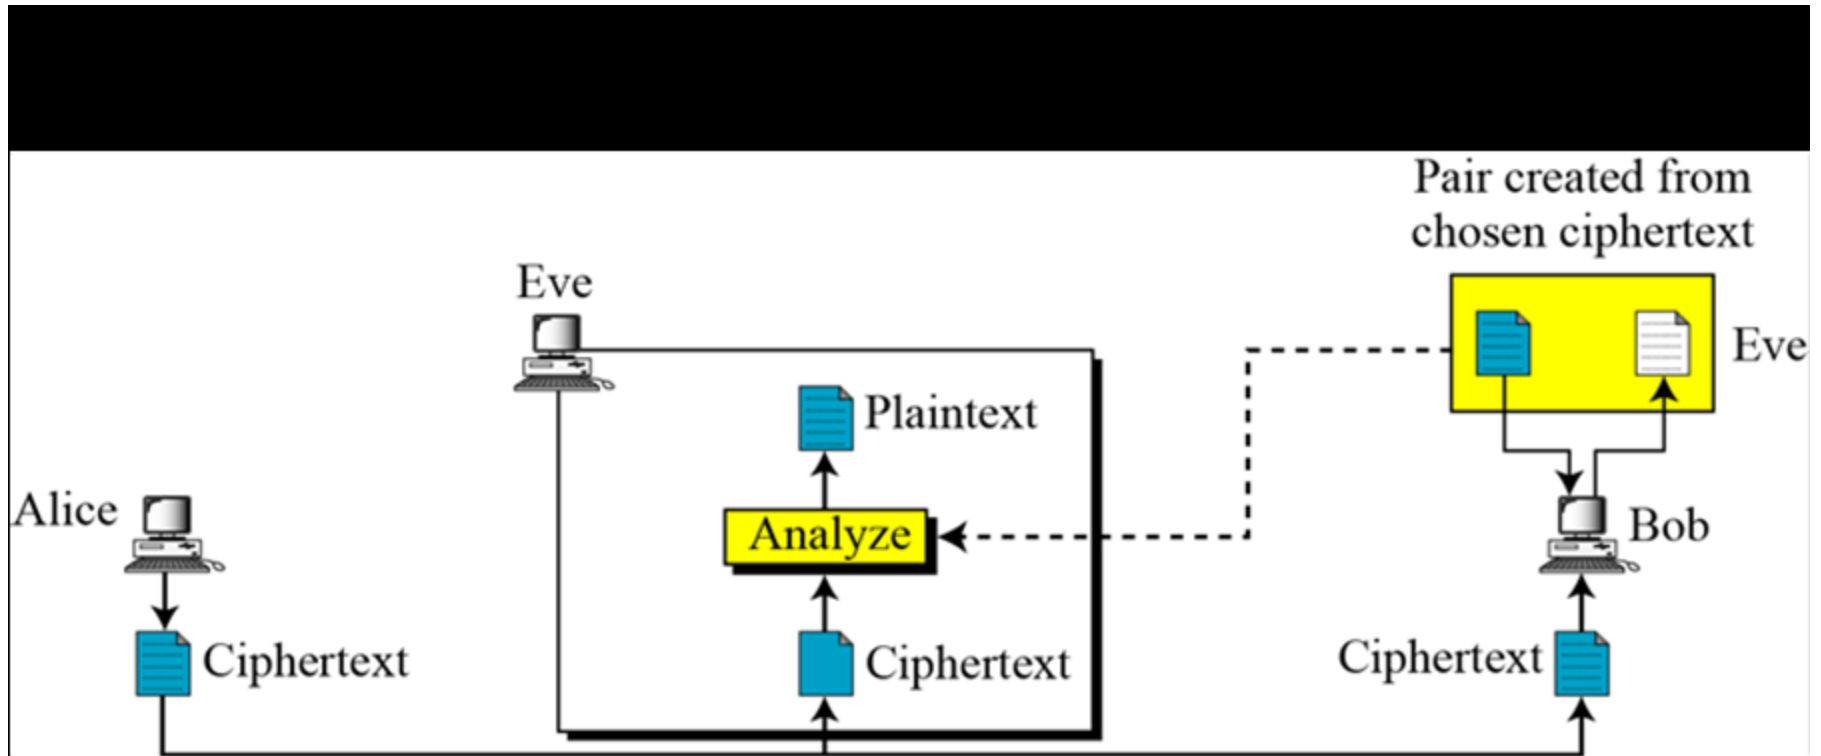 Pair created from
chosen ciphertext
Eve
Eve
Plaintext
Alice
Analyze
Bob
Ciphertext
Ciphertext
Ciphertext